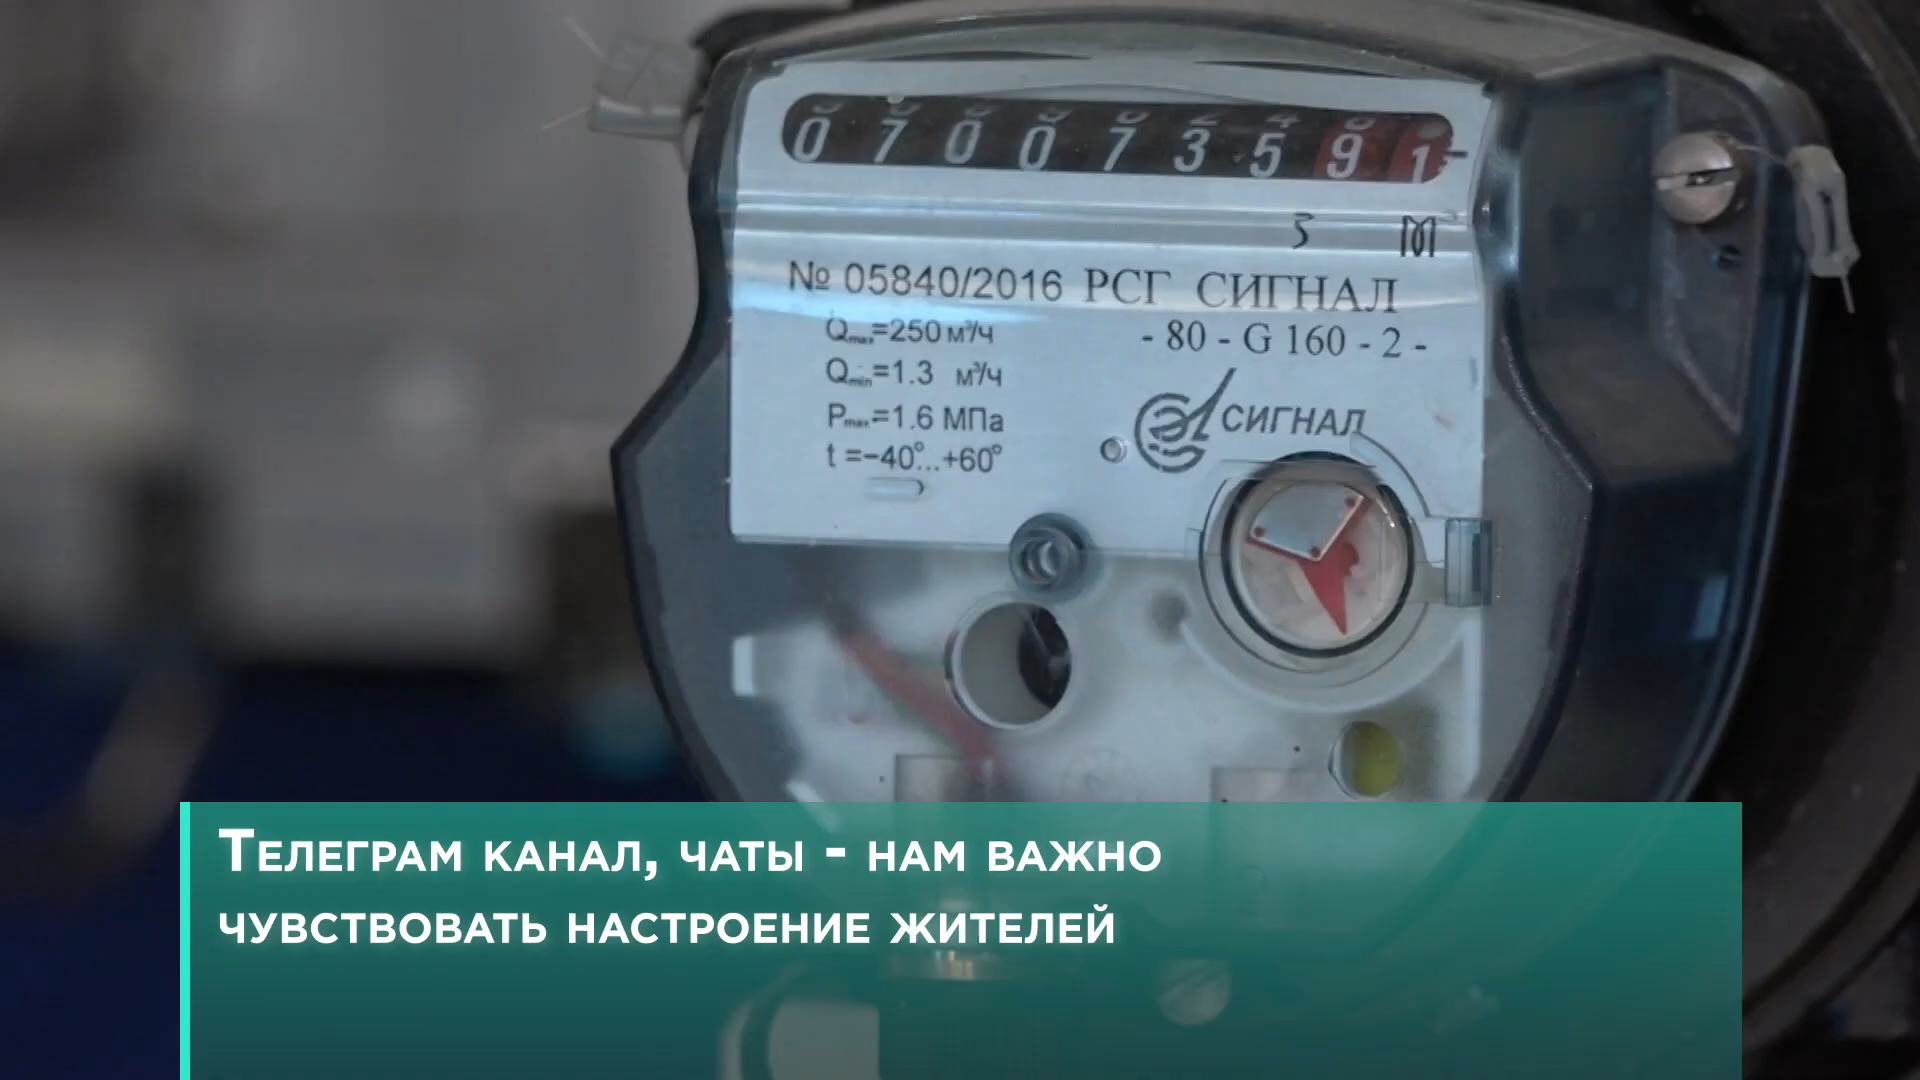 070073591
3 м
№ 05840/2016 РСГ СИГНАЛ
Qmax=250 м³/ч - 80 - G 160 - 2 -
Qmin=1.3 м³/ч
Pmax=1.6 МПа СИГНАЛ
t =−40°...+60°
Телеграм канал, чаты - нам важно
чувствовать настроение жителей